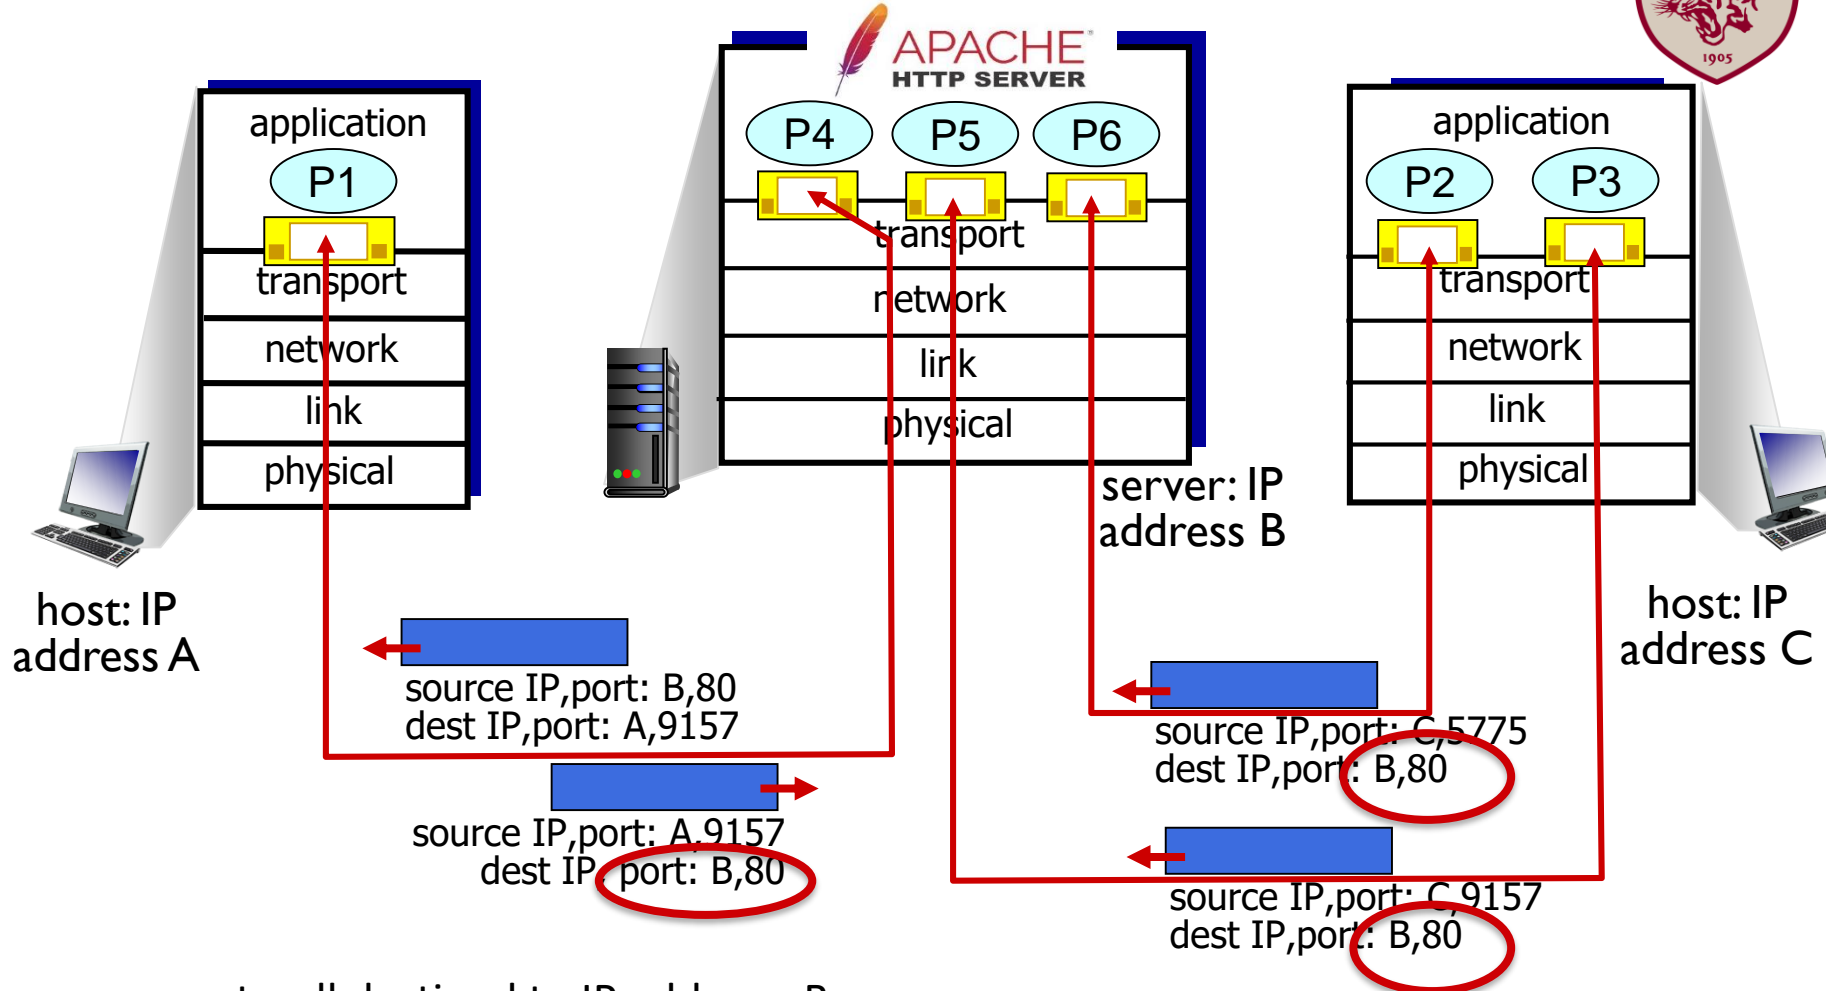 APACHE
HTTP SERVER
1905
application
P1
transport
network
link
physical
P4
P5
P6
transport
network
link
physical
application
P2
P3
transport
network
link
physical
server: IP
address B
host: IP
address A
host: IP
address C
source IP,port: B,80
dest IP,port: A,9157
source IP,port: A,9157
dest IP, port: B,80
source IP,port: C,5775
dest IP,port: B,80
source IP,port: C,9157
dest IP,port: B,80